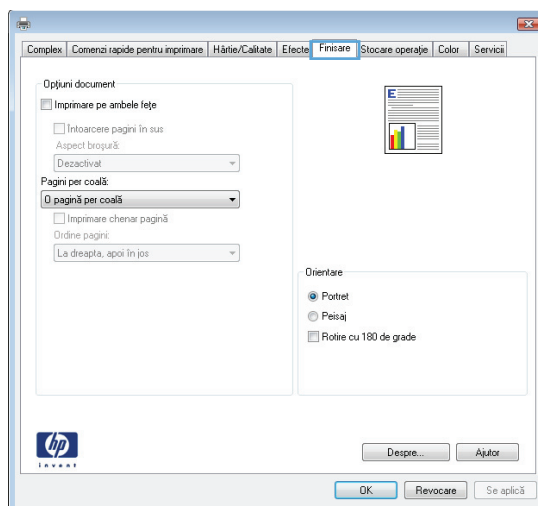 Complex Comenzi rapide pentru imprimare Hârtie/Calitate Efecte Finisare Stocare operaţie Color Servicii
Opţiuni document
Imprimare pe ambele feţe
Întoarcere pagini în sus
Aspect broşură:
Dezactivat
Pagini per coală:
O pagină per coală
Imprimare chenar pagină
Ordine pagini:
La dreapta, apoi în jos
E
Orientare
Portret
Peisaj
Rotire cu 180 de grade
hp
invent
Despre... Ajutor
OK Revocare Se aplică